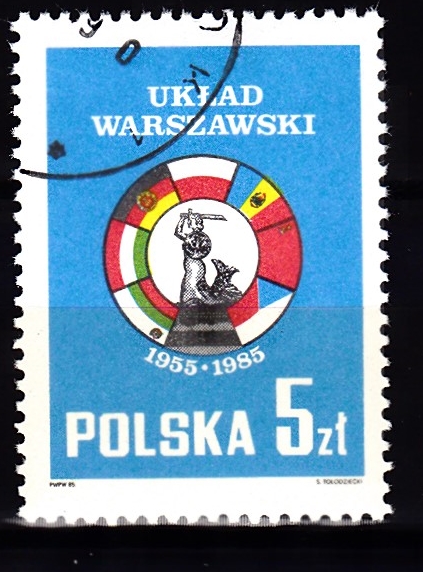 UKŁAD
WARSZAWSKI
1955·1985
POLSKA 5zł
PWPW 85
S. TOŁODZIECKI